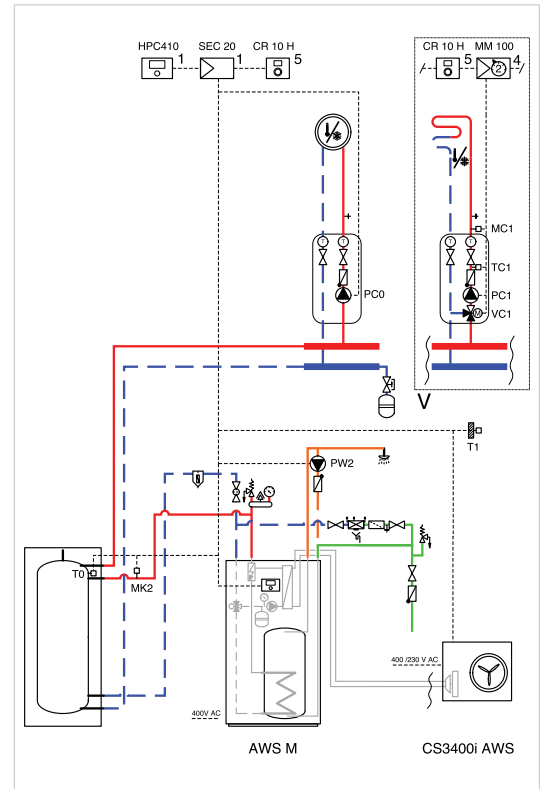 HPC410 SEC 20 CR 10 H
1 1 5
CR 10 H MM 100
5 2 4
T T
T T
MC1
TC1
PC0
PC1
M VC1
V
T1
PW2
T0
MK2
400 /230 V AC
400V AC
AWS M
CS3400i AWS